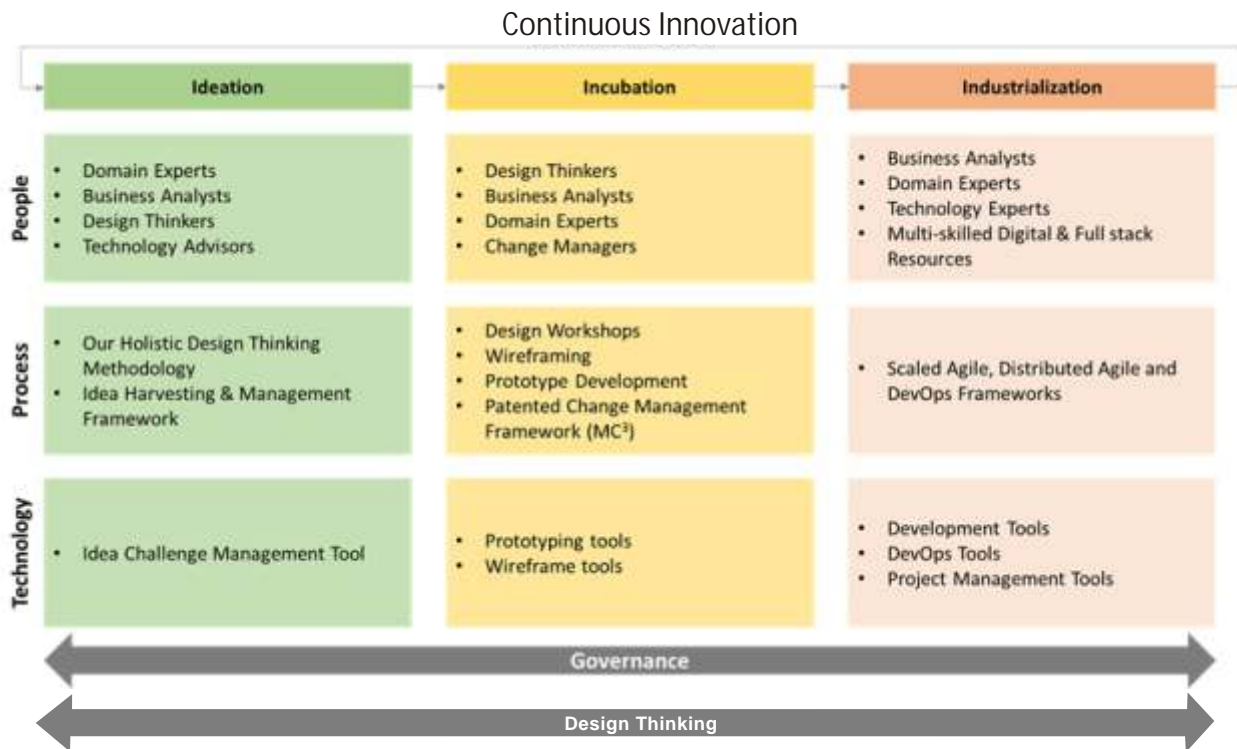 Continuous Innovation
Ideation
Incubation
Industrialization
People
• Domain Experts
• Business Analysts
• Design Thinkers
• Technology Advisors
• Design Thinkers
• Business Analysts
• Domain Experts
• Change Managers
• Business Analysts
• Domain Experts
• Technology Experts
• Multi-skilled Digital & Full stack
Resources
Process
• Our Holistic Design Thinking
Methodology
• Idea Harvesting & Management
Framework
• Design Workshops
• Wireframing
• Prototype Development
• Patented Change Management
Framework (MC³)
• Scaled Agile, Distributed Agile and
DevOps Frameworks
Technology
• Idea Challenge Management Tool
• Prototyping tools
• Wireframe tools
• Development Tools
• DevOps Tools
• Project Management Tools
Governance
Design Thinking